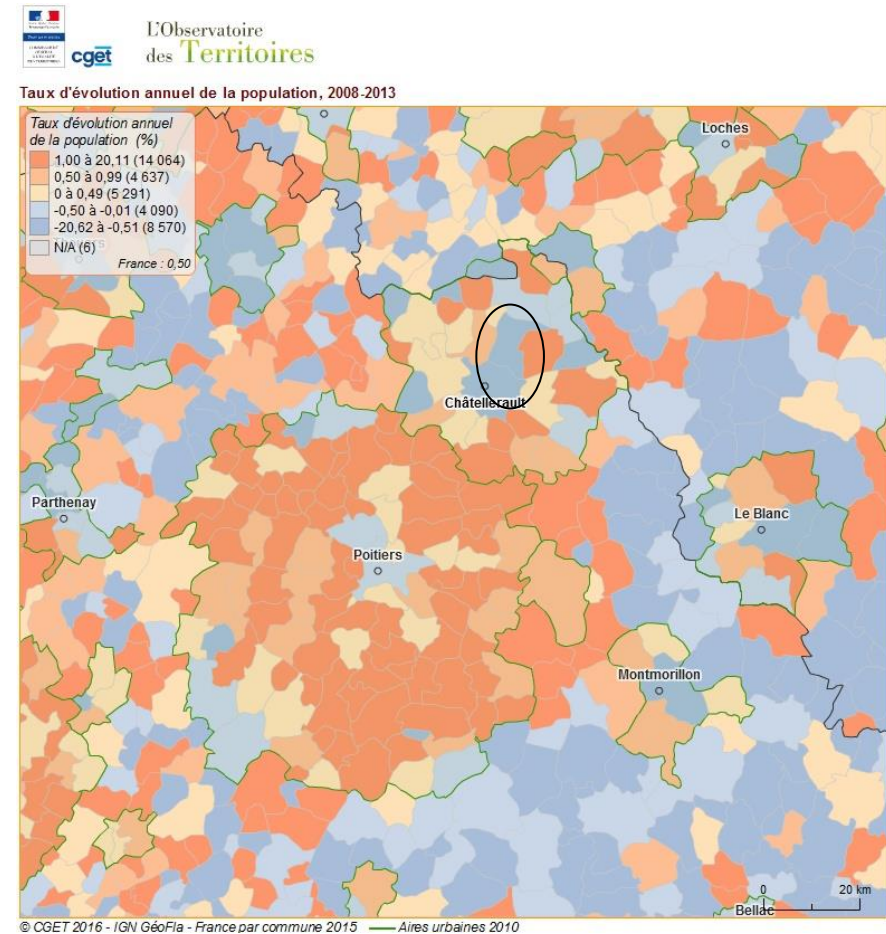 cget
L'Observatoire
des Territoires
Taux d'évolution annuel de la population, 2008-2013
Taux d'évolution annuel
de la population (%)
1,00 à 20,11 (14 064)
0,50 à 0,99 (4 637)
0 à 0,49 (5 291)
-0,50 à -0,01 (4 090)
-20,62 à -0,51 (8 570)
N/A (6)
France : 0,50
Loches
Châtellerault
Parthenay
Le Blanc
Poitiers
Montmorillon
0 20 km
Bellac
© CGET 2016 - IGN GéoFla - France par commune 2015 Aires urbaines 2010